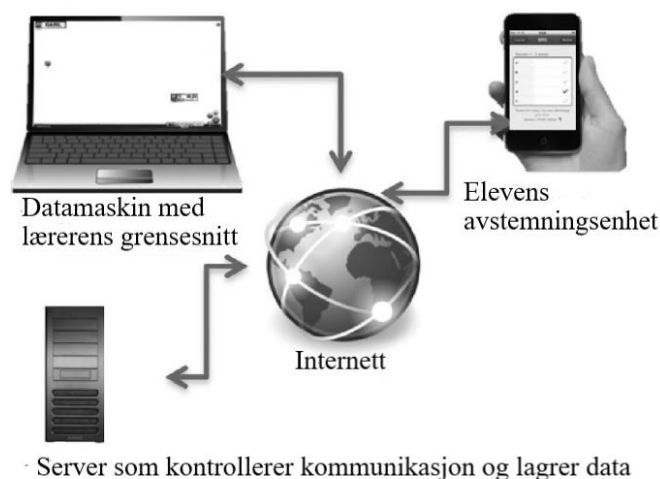 Datamaskin med
lærerens grensesnitt
Elevens
avstemningsenhet
Internett
Server som kontrollerer kommunikasjon og lagrer data